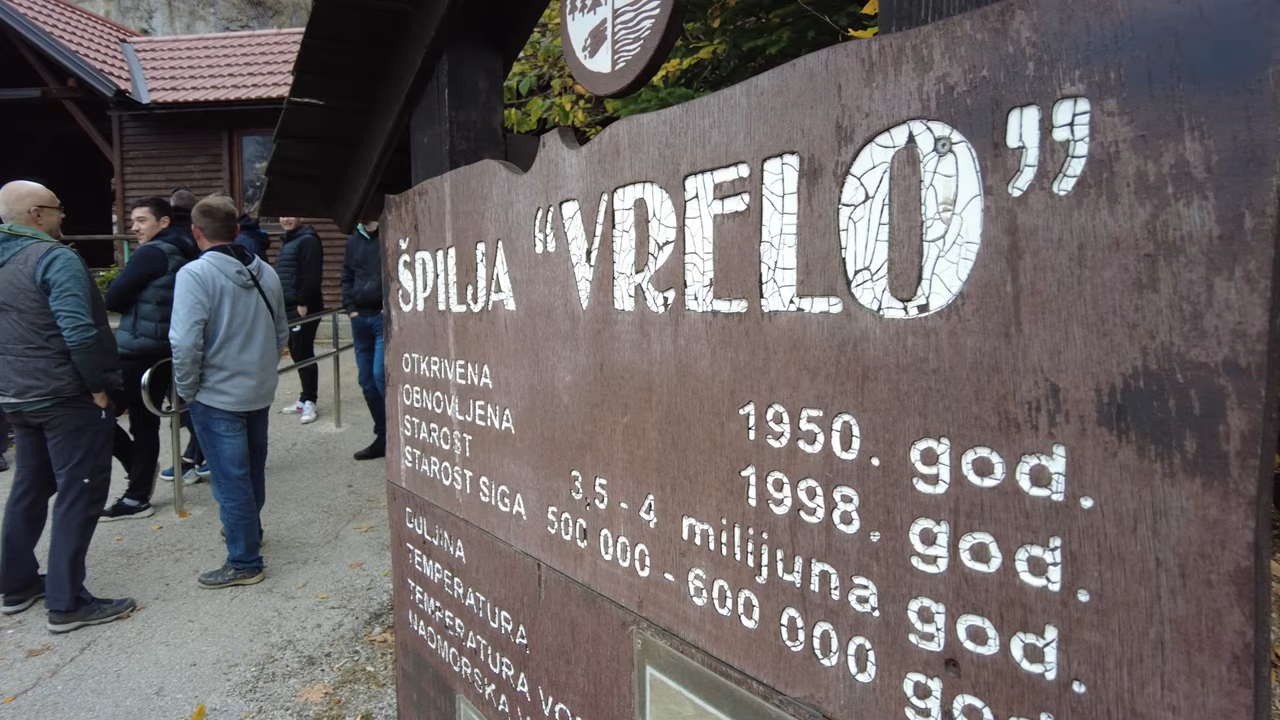 ŠPILJA “VRELO”
OTKRIVENA 1950. god.
OBNOVLJENA 1998. god.
STAROST 3,5 - 4 milijuna god.
STAROST SIGA 500 000 - 600 000 god
DULJINA
TEMPERATURA
TEMPERATURA
NADMORSKA